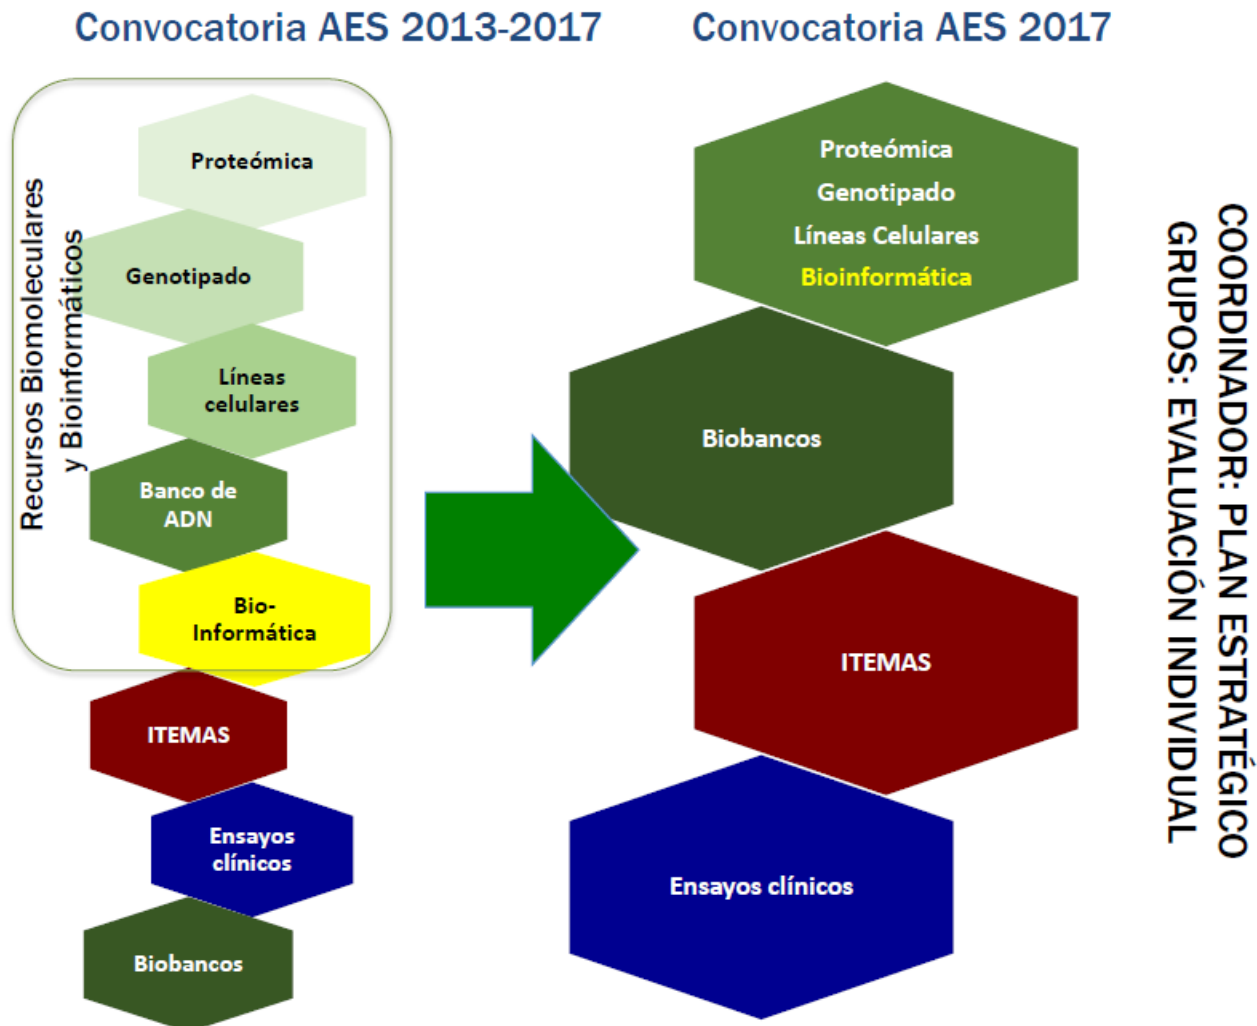 Convocatoria AES 2013-2017
Recursos Biomoleculares
y Bioinformáticos
Proteómica
Genotipado
Líneas
celulares
Banco de
ADN
Bio-
Informática
ITEMAS
Ensayos
clínicos
Biobancos
Convocatoria AES 2017
Proteómica
Genotipado
Líneas Celulares
Bioinformática
Biobancos
ITEMAS
Ensayos clínicos
COORDINADOR: PLAN ESTRATÉGICO
GRUPOS: EVALUACIÓN INDIVIDUAL